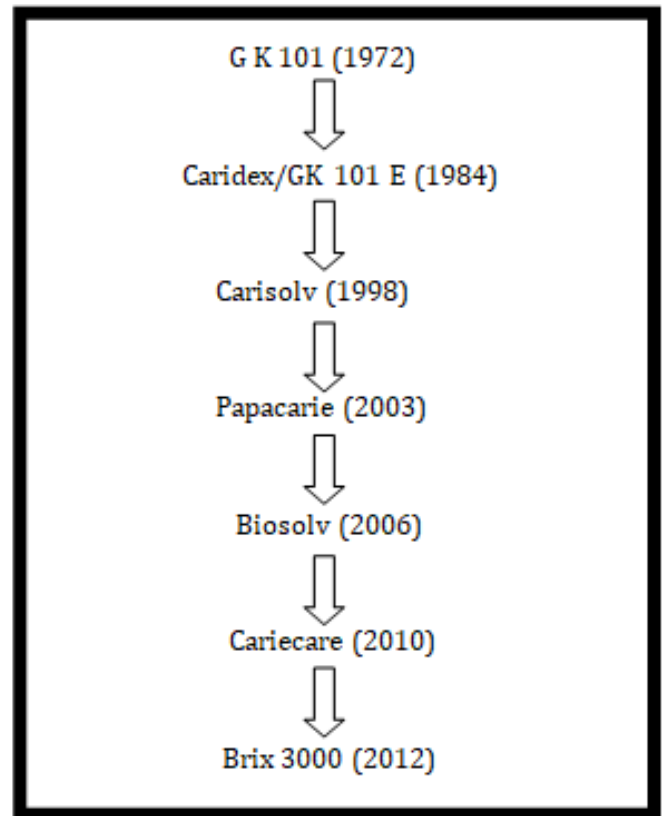 G K 101 (1972)
Caridex/GK 101 E (1984)
Carisolv (1998)
Papacarie (2003)
Biosolv (2006)
Cariecare (2010)
Brix 3000 (2012)